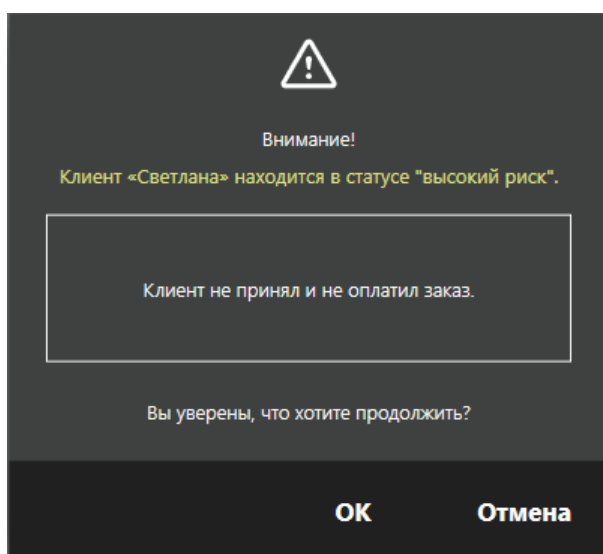 Внимание!
Клиент «Светлана» находится в статусе "высокий риск".
Клиент не принял и не оплатил заказ.
Вы уверены, что хотите продолжить?
OK
Отмена